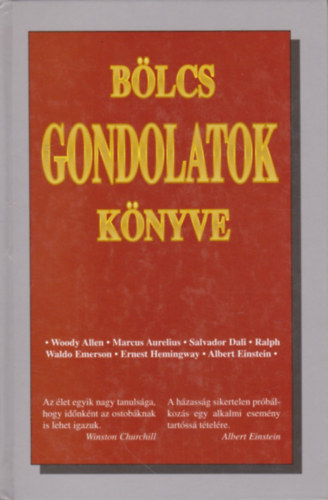 BÖLCS
GONDOLATOK
KÖNYVE
• Woody Allen • Marcus Aurelius • Salvador Dali • Ralph
Waldo Emerson • Ernest Hemingway • Albert Einstein •
Az élet egyik nagy tanulsága,
hogy időnként az ostobáknak
is lehet igazuk.
Winston Churchill
A házasság sikertelen próbál-
kozás egy alkalmi esemény
tartóssá tételére.
Albert Einstein